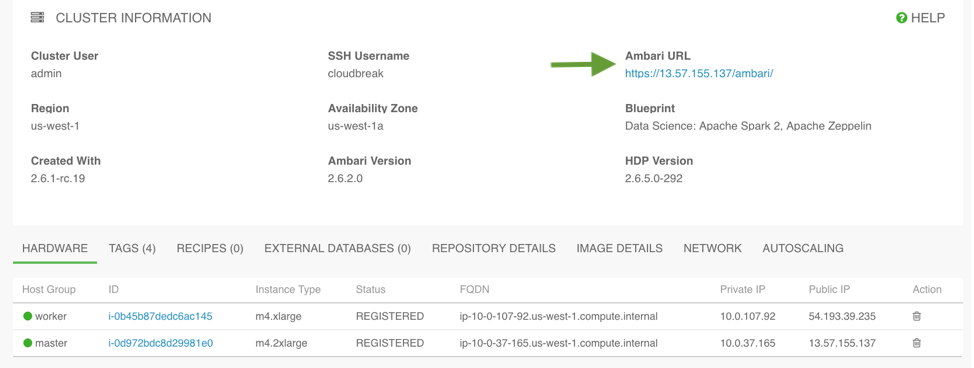 CLUSTER INFORMATION
HELP
Cluster User
admin
SSH Username
cloudbreak
Ambari URL
https://13.57.155.137/ambari/
Region
us-west-1
Availability Zone
us-west-1a
Blueprint
Data Science: Apache Spark 2, Apache Zeppelin
Created With
2.6.1-rc.19
Ambari Version
2.6.2.0
HDP Version
2.6.5.0-292
HARDWARE TAGS (4) RECIPES (0) EXTERNAL DATABASES (0) REPOSITORY DETAILS IMAGE DETAILS NETWORK AUTOSCALING
Host Group ID Instance Type Status FQDN Private IP Public IP Action
worker i-0b45b87dedc6ac145 m4.xlarge REGISTERED ip-10-0-107-92.us-west-1.compute.internal 10.0.107.92 54.193.39.235
master i-0d972bdc8d29981e0 m4.2xlarge REGISTERED ip-10-0-37-165.us-west-1.compute.internal 10.0.37.165 13.57.155.137